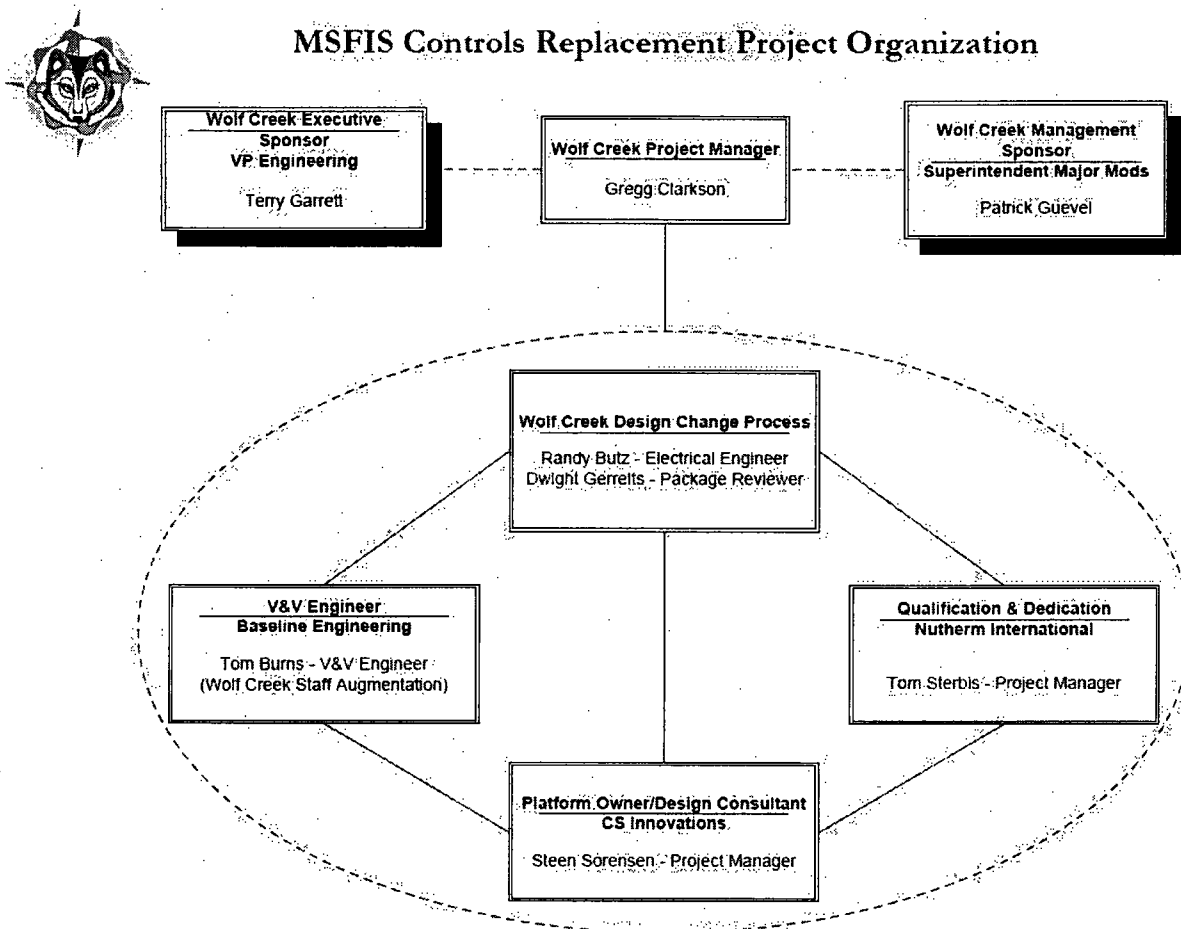 MSFIS Controls Replacement Project Organization
Wolf Creek Executive
Sponsor
VP Engineering
Terry Garrett
Wolf Creek Project Manager
Gregg Clarkson
Wolf Creek Management
Sponsor
Superintendent Major Mods
Patrick Guevel
Wolf Creek Design Change Process
Randy Butz - Electrical Engineer
Dwight Gerrelts - Package Reviewer
V&V Engineer
Baseline Engineering
Tom Burns - V&V Engineer
(Wolf Creek Staff Augmentation)
Qualification & Dedication
Nutherm International
Tom Sterbis - Project Manager
Platform Owner/Design Consultant
CS Innovations
Steen Sorensen - Project Manager